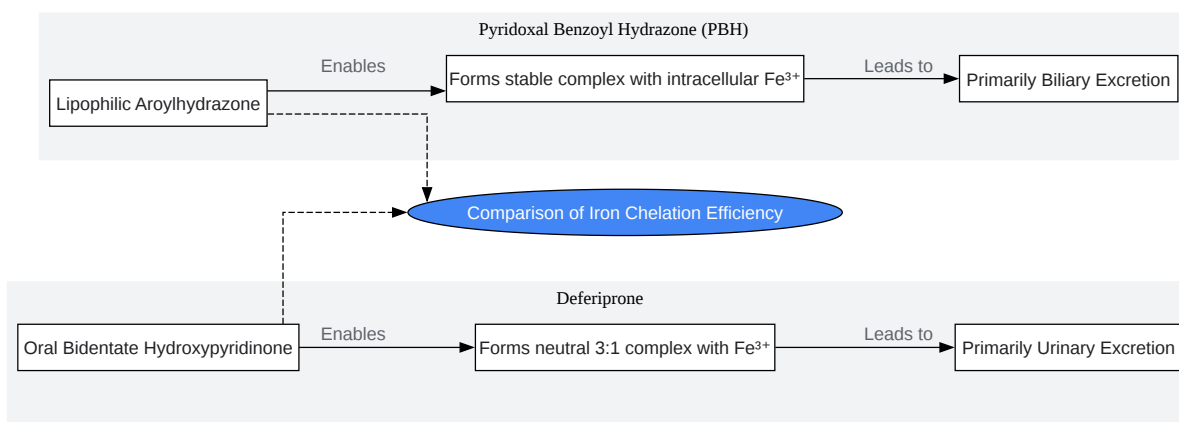 Pyridoxal Benzoyl Hydrazone (PBH)
Enables
Leads to
Lipophilic Aroylhydrazone
Forms stable complex with intracellular Fe³⁺
Primarily Biliary Excretion
Comparison of Iron Chelation Efficiency
Deferiprone
Enables
Leads to
Oral Bidentate Hydroxypyridinone
Forms neutral 3:1 complex with Fe³⁺
Primarily Urinary Excretion